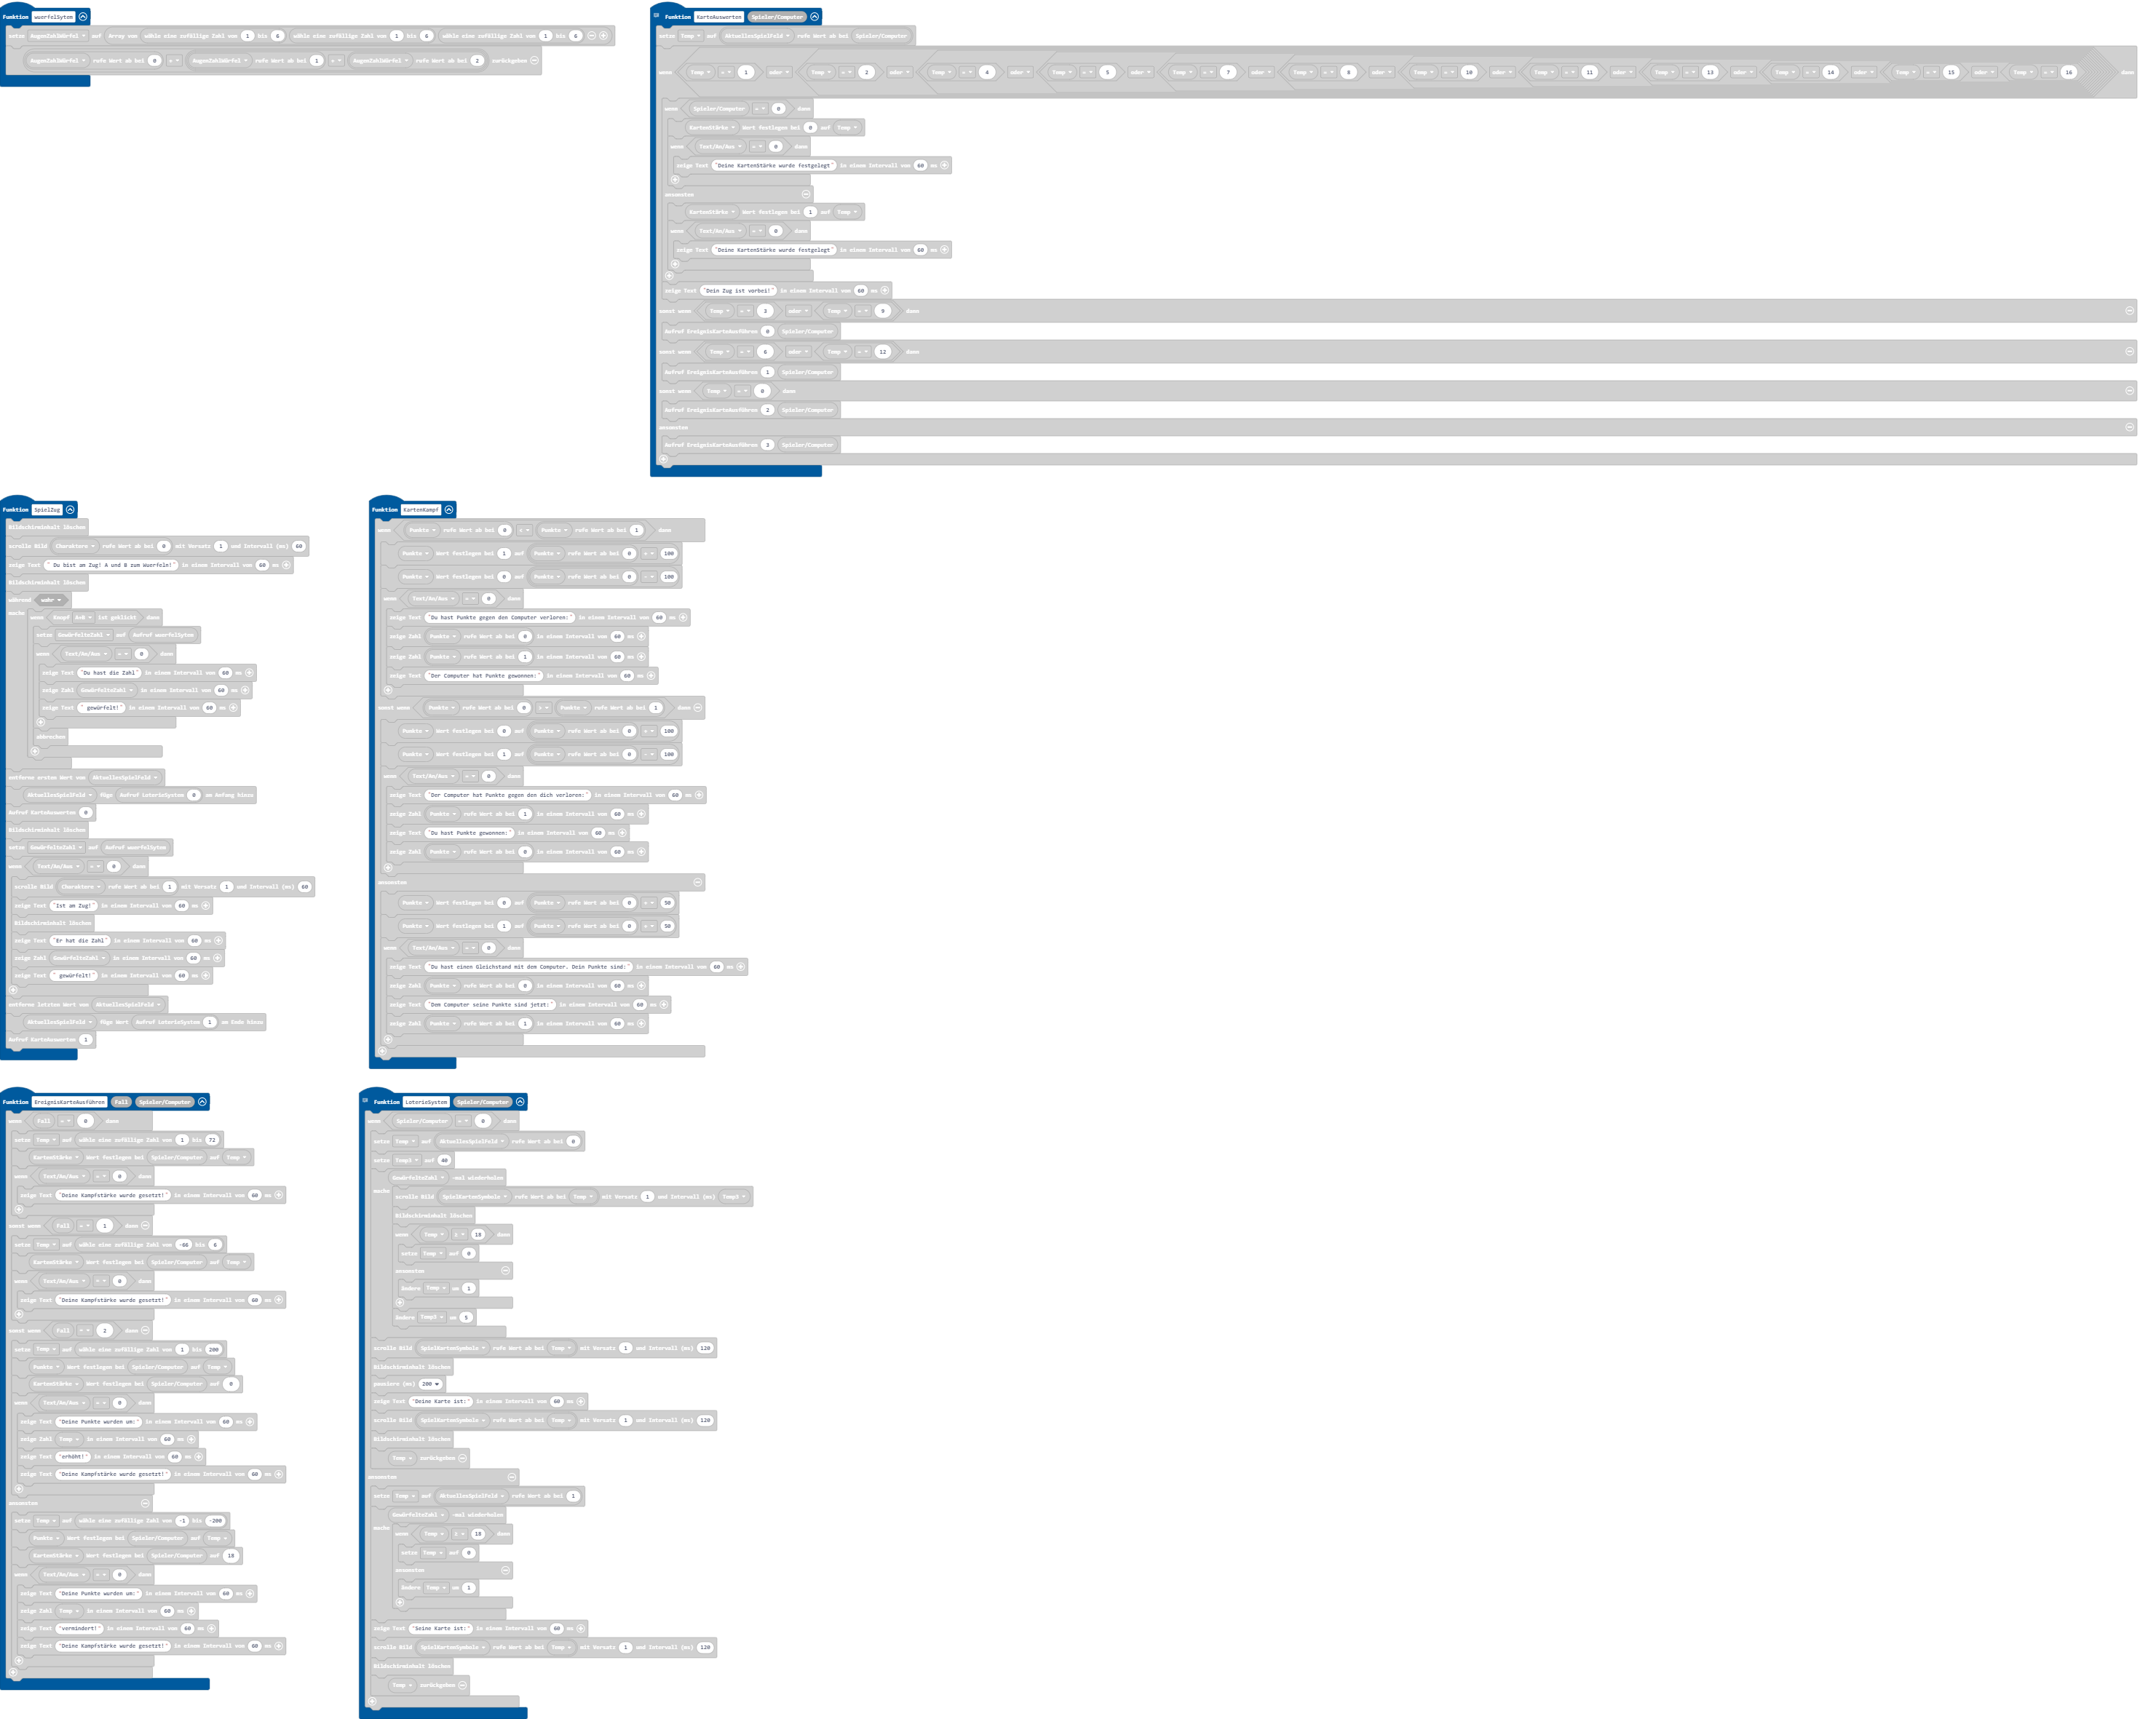 Funktion wuerfelSytem
setze AugenZahlWürfel auf Array von wähle eine zufällige Zahl von 1 bis 6 wähle eine zufällige Zahl von 1 bis 6 wähle eine zufällige Zahl von 1 bis 6
AugenZahlWürfel rufe Wert ab bei 0 + AugenZahlWürfel rufe Wert ab bei 1 + AugenZahlWürfel rufe Wert ab bei 2 zurückgeben
Funktion KarteAuswerten Spieler/Computer
setze Temp auf AktuellesSpielFeld rufe Wert ab bei Spieler/Computer
wenn Temp = 1 oder Temp = 2 oder Temp = 4 oder Temp = 5 oder Temp = 7 oder Temp = 8 oder Temp = 10 oder Temp = 11 oder Temp = 13 oder Temp = 14 oder Temp = 15 oder Temp = 16 dann
wenn Spieler/Computer = 0 dann
KartenStärke Wert festlegen bei 0 auf Temp
wenn Text/An/Aus = 0 dann
zeige Text "Deine KartenStärke wurde festgelegt" in einem Intervall von 60 ms
ansonsten
KartenStärke Wert festlegen bei 1 auf Temp
wenn Text/An/Aus = 0 dann
zeige Text "Deine KartenStärke wurde festgelegt" in einem Intervall von 60 ms
zeige Text "Dein Zug ist vorbei!" in einem Intervall von 60 ms
sonst wenn Temp = 3 oder Temp = 9 dann
Aufruf EreignisKarteAusführen 0 Spieler/Computer
sonst wenn Temp = 6 oder Temp = 12 dann
Aufruf EreignisKarteAusführen 1 Spieler/Computer
sonst wenn Temp = 0 dann
Aufruf EreignisKarteAusführen 2 Spieler/Computer
ansonsten
Aufruf EreignisKarteAusführen 3 Spieler/Computer
Funktion SpielZug
Bildschirminhalt löschen
scrolle Bild Charaktere rufe Wert ab bei 0 mit Versatz 1 und Intervall (ms) 60
zeige Text " Du bist am Zug! A und B zum Wuerfeln!" in einem Intervall von 60 ms
Bildschirminhalt löschen
während wahr
mache
wenn Knopf A+B ist geklickt dann
setze GewürfelteZahl auf Aufruf wuerfelSytem
wenn Text/An/Aus = 0 dann
zeige Text "Du hast die Zahl" in einem Intervall von 60 ms
zeige Zahl GewürfelteZahl in einem Intervall von 60 ms
zeige Text " gewürfelt!" in einem Intervall von 60 ms
abbrechen
entferne ersten Wert von AktuellesSpielFeld
AktuellesSpielFeld füge Aufruf LoterieSystem 0 am Anfang hinzu
Aufruf KarteAuswerten 0
Bildschirminhalt löschen
setze GewürfelteZahl auf Aufruf wuerfelSytem
wenn Text/An/Aus = 0 dann
scrolle Bild Charaktere rufe Wert ab bei 1 mit Versatz 1 und Intervall (ms) 60
zeige Text "Ist am Zug!" in einem Intervall von 60 ms
Bildschirminhalt löschen
zeige Text "Er hat die Zahl" in einem Intervall von 60 ms
zeige Zahl GewürfelteZahl in einem Intervall von 60 ms
zeige Text " gewürfelt!" in einem Intervall von 60 ms
entferne letzten Wert von AktuellesSpielFeld
AktuellesSpielFeld füge Wert Aufruf LoterieSystem 1 am Ende hinzu
Aufruf KarteAuswerten 1
Funktion KartenKampf
wenn Punkte rufe Wert ab bei 0 < Punkte rufe Wert ab bei 1 dann
Punkte Wert festlegen bei 1 auf Punkte rufe Wert ab bei 0 + 100
Punkte Wert festlegen bei 0 auf Punkte rufe Wert ab bei 0 - 100
wenn Text/An/Aus = 0 dann
zeige Text "Du hast Punkte gegen den Computer verloren:" in einem Intervall von 60 ms
zeige Zahl Punkte rufe Wert ab bei 0 in einem Intervall von 60 ms
zeige Zahl Punkte rufe Wert ab bei 1 in einem Intervall von 60 ms
zeige Text "Der Computer hat Punkte gewonnen:" in einem Intervall von 60 ms
sonst wenn Punkte rufe Wert ab bei 0 > Punkte rufe Wert ab bei 1 dann
Punkte Wert festlegen bei 0 auf Punkte rufe Wert ab bei 0 + 100
Punkte Wert festlegen bei 1 auf Punkte rufe Wert ab bei 0 - 100
wenn Text/An/Aus = 0 dann
zeige Text "Der Computer hat Punkte gegen den dich verloren:" in einem Intervall von 60 ms
zeige Zahl Punkte rufe Wert ab bei 1 in einem Intervall von 60 ms
zeige Text "Du hast Punkte gewonnen:" in einem Intervall von 60 ms
zeige Zahl Punkte rufe Wert ab bei 0 in einem Intervall von 60 ms
ansonsten
Punkte Wert festlegen bei 0 auf Punkte rufe Wert ab bei 0 + 50
Punkte Wert festlegen bei 1 auf Punkte rufe Wert ab bei 0 + 50
wenn Text/An/Aus = 0 dann
zeige Text "Du hast einen Gleichstand mit dem Computer. Dein Punkte sind:" in einem Intervall von 60 ms
zeige Zahl Punkte rufe Wert ab bei 0 in einem Intervall von 60 ms
zeige Text "Dem Computer seine Punkte sind jetzt:" in einem Intervall von 60 ms
zeige Zahl Punkte rufe Wert ab bei 1 in einem Intervall von 60 ms
Funktion EreignisKarteAusführen Fall Spieler/Computer
wenn Fall = 0 dann
setze Temp auf wähle eine zufällige Zahl von 1 bis 72
KartenStärke Wert festlegen bei Spieler/Computer auf Temp
wenn Text/An/Aus = 0 dann
zeige Text "Deine Kampfstärke wurde gesetzt!" in einem Intervall von 60 ms
sonst wenn Fall = 1 dann
setze Temp auf wähle eine zufällige Zahl von -66 bis 6
KartenStärke Wert festlegen bei Spieler/Computer auf Temp
wenn Text/An/Aus = 0 dann
zeige Text "Deine Kampfstärke wurde gesetzt!" in einem Intervall von 60 ms
sonst wenn Fall = 2 dann
setze Temp auf wähle eine zufällige Zahl von 1 bis 200
Punkte Wert festlegen bei Spieler/Computer auf Temp
KartenStärke Wert festlegen bei Spieler/Computer auf 0
wenn Text/An/Aus = 0 dann
zeige Text "Deine Punkte wurden um:" in einem Intervall von 60 ms
zeige Zahl Temp in einem Intervall von 60 ms
zeige Text "erhöht!" in einem Intervall von 60 ms
zeige Text "Deine Kampfstärke wurde gesetzt!" in einem Intervall von 60 ms
ansonsten
setze Temp auf wähle eine zufällige Zahl von -1 bis -200
Punkte Wert festlegen bei Spieler/Computer auf Temp
KartenStärke Wert festlegen bei Spieler/Computer auf 18
wenn Text/An/Aus = 0 dann
zeige Text "Deine Punkte wurden um:" in einem Intervall von 60 ms
zeige Zahl Temp in einem Intervall von 60 ms
zeige Text "vermindert!" in einem Intervall von 60 ms
zeige Text "Deine Kampfstärke wurde gesetzt!" in einem Intervall von 60 ms
Funktion LoterieSystem Spieler/Computer
wenn Spieler/Computer = 0 dann
setze Temp auf AktuellesSpielFeld rufe Wert ab bei 0
setze Temp3 auf 40
GewürfelteZahl -mal wiederholen
mache
scrolle Bild SpielKartenSymbole rufe Wert ab bei Temp mit Versatz 1 und Intervall (ms) Temp3
Bildschirminhalt löschen
wenn Temp ≥ 18 dann
setze Temp auf 0
ansonsten
ändere Temp um 1
ändere Temp3 um 5
scrolle Bild SpielKartenSymbole rufe Wert ab bei Temp mit Versatz 1 und Intervall (ms) 120
Bildschirminhalt löschen
pausiere (ms) 200
zeige Text "Deine Karte ist:" in einem Intervall von 60 ms
scrolle Bild SpielKartenSymbole rufe Wert ab bei Temp mit Versatz 1 und Intervall (ms) 120
Bildschirminhalt löschen
Temp zurückgeben
ansonsten
setze Temp auf AktuellesSpielFeld rufe Wert ab bei 1
GewürfelteZahl -mal wiederholen
mache
wenn Temp ≥ 18 dann
setze Temp auf 0
ansonsten
ändere Temp um 1
zeige Text "Seine Karte ist:" in einem Intervall von 60 ms
scrolle Bild SpielKartenSymbole rufe Wert ab bei Temp mit Versatz 1 und Intervall (ms) 120
Bildschirminhalt löschen
Temp zurückgeben